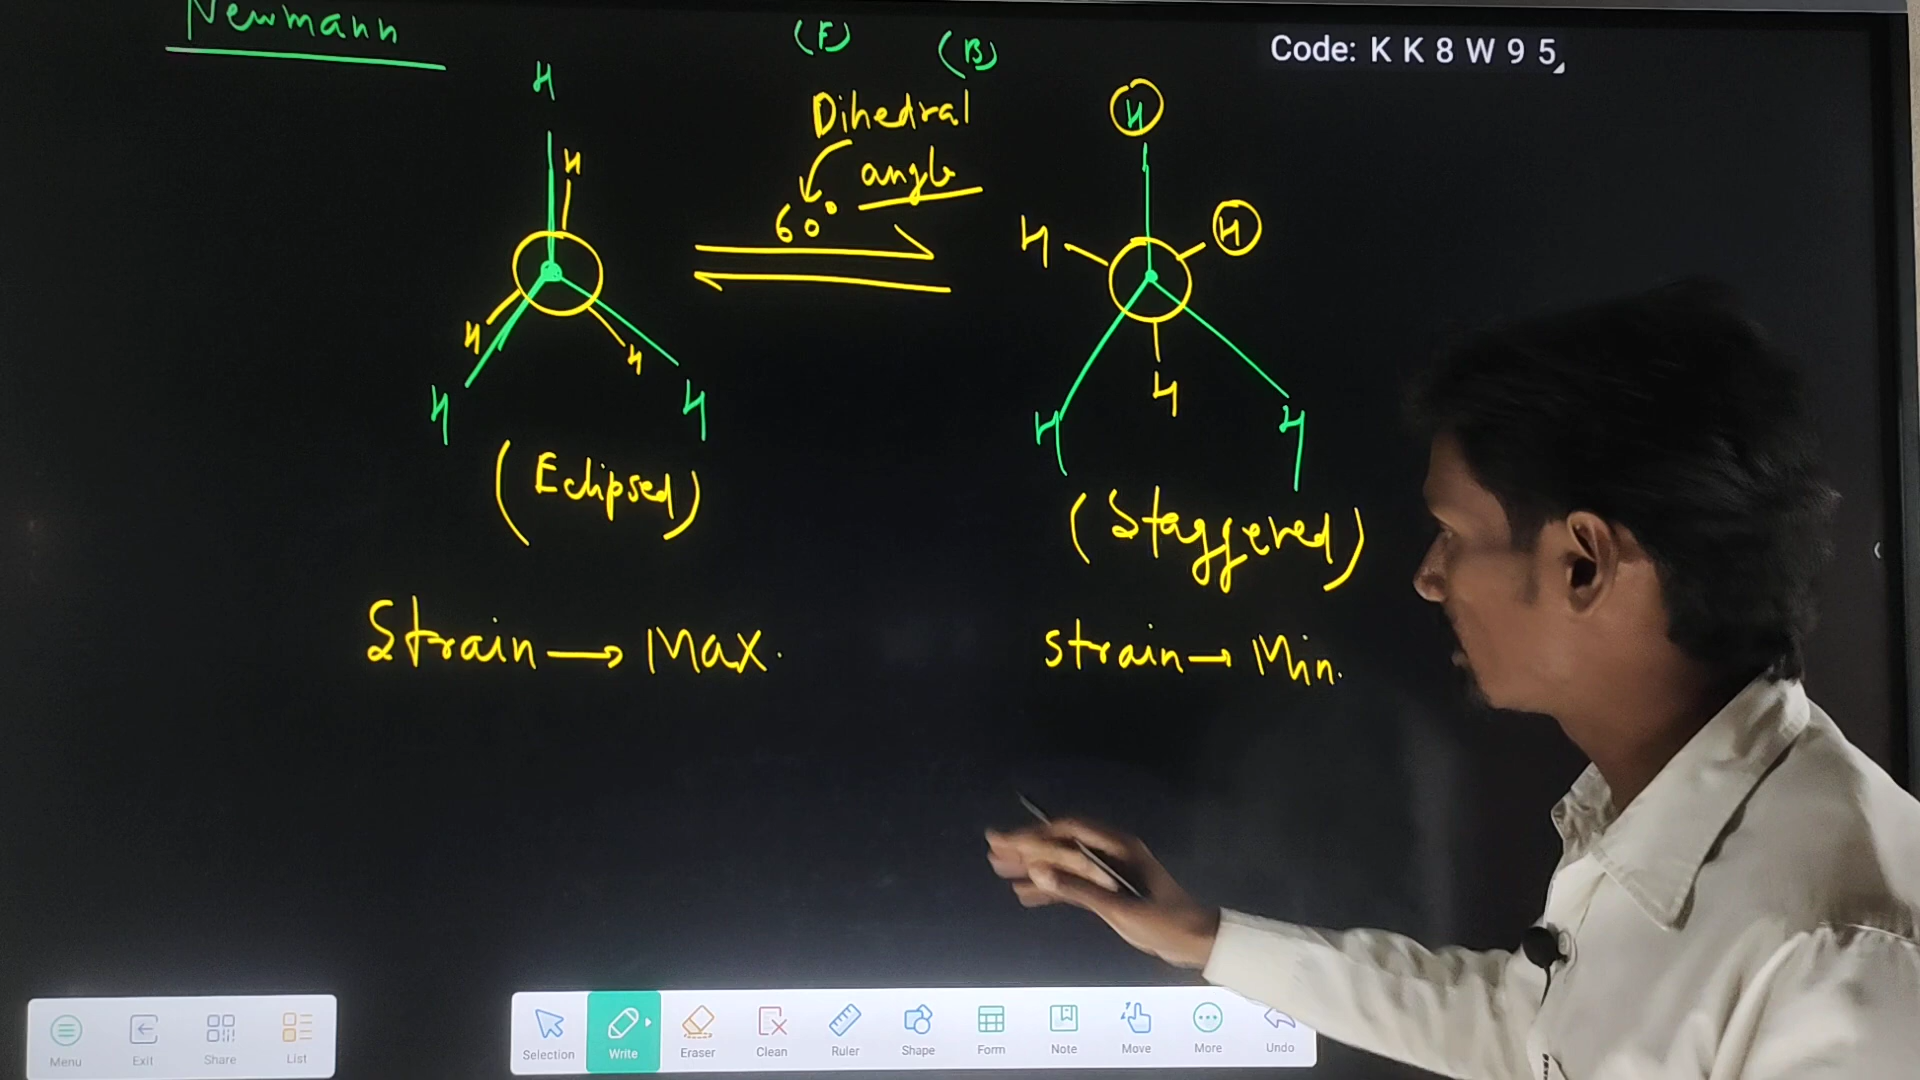 Newmann
(F) (B)
Code: K K 8 W 9 5
H
H
H
H
H
H
(Eclipsed)
Strain → Max.
Dihedral
angle
60°
H
H
H
H
H
H
(Staggered)
strain → Min.
Menu
Exit
Share
List
Selection
Write
Eraser
Clean
Ruler
Shape
Form
Note
Move
More
Undo